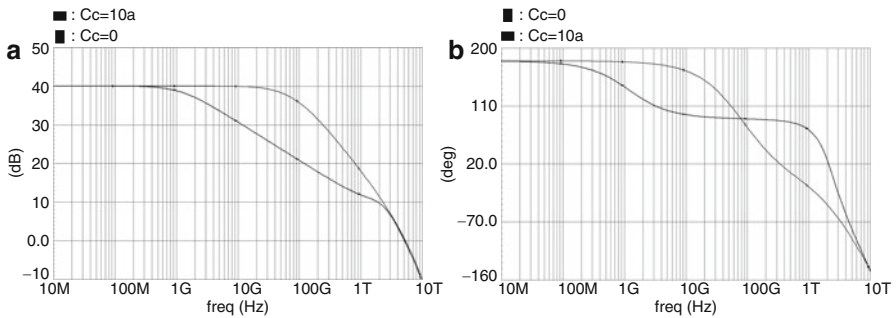 : Cc=10a
: Cc=0
a
50
40
30
20
10
0.0
−10
(dB)
10M 100M 1G 10G 100G 1T 10T
freq (Hz)
: Cc=0
: Cc=10a
b
200
110
20.0
−70.0
−160
(deg)
10M 100M 1G 10G 100G 1T 10T
freq (Hz)